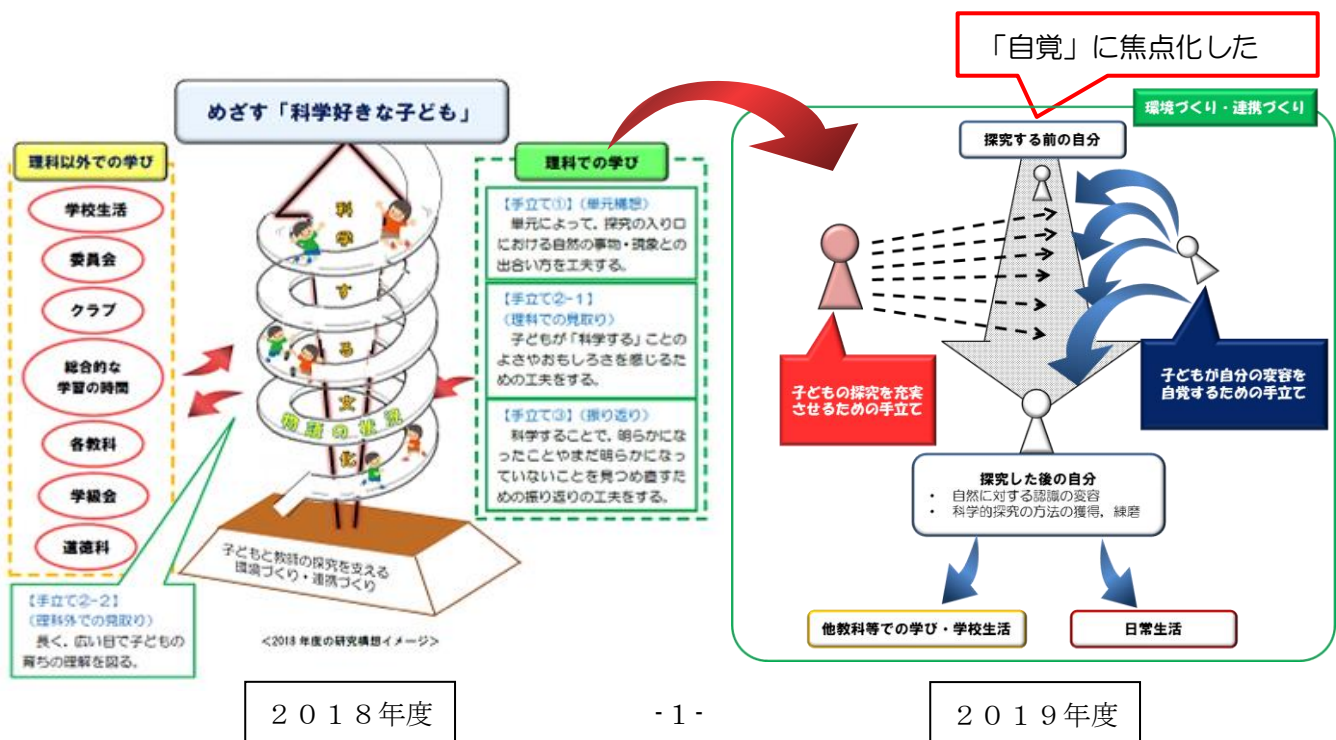 「自覚」に焦点化した
めざす「科学好きな子ども」
理科以外での学び
学校生活
委員会
クラブ
総合的な
学習の時間
各教科
学級会
道徳科
【手立て②-2】
(理科外での見取り)
長く、広い目で子どもの
育ちの理解を図る。
科
学
す
る
文
化
物語の状況
子どもと教師の探究を支える
環境づくり・連携づくり
<2018年度の研究構想イメージ>
理科での学び
【手立て①】(単元構想)
単元によって、探究の入り口
における自然の事物・現象との
出合い方を工夫する。
【手立て②-1】
(理科での見取り)
子どもが「科学する」ことの
よさやおもしろさを感じるた
めの工夫をする。
【手立て③】(振り返り)
科学することで、明らかにな
ったことやまだ明らかになっ
ていないことを見つめ直すた
めの振り返りの工夫をする。
環境づくり・連携づくり
探究する前の自分
子どもの探究を充実
させるための手立て
子どもが自分の変容を
自覚するための手立て
探究した後の自分
• 自然に対する認識の変容
• 科学的探究の方法の獲得，練磨
他教科等での学び・学校生活
日常生活
２０１８年度
- 1 -
２０１９年度